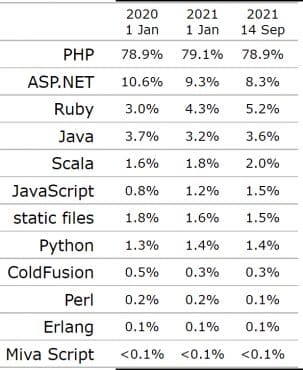 2020 2021 2021
1 Jan 1 Jan 14 Sep
PHP 78.9% 79.1% 78.9%
ASP.NET 10.6% 9.3% 8.3%
Ruby 3.0% 4.3% 5.2%
Java 3.7% 3.2% 3.6%
Scala 1.6% 1.8% 2.0%
JavaScript 0.8% 1.2% 1.5%
static files 1.8% 1.6% 1.5%
Python 1.3% 1.4% 1.4%
ColdFusion 0.5% 0.3% 0.3%
Perl 0.2% 0.2% 0.1%
Erlang 0.1% 0.1% 0.1%
Miva Script <0.1% <0.1% <0.1%